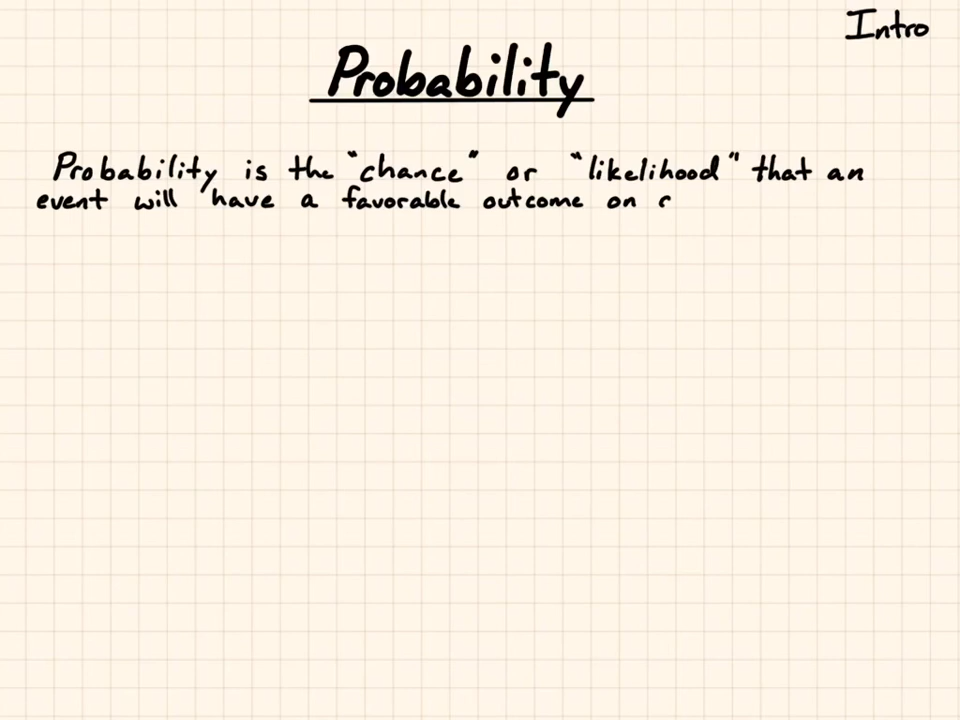 Intro
Probability
Probability is the "chance" or "likelihood" that an
event will have a favorable outcome on